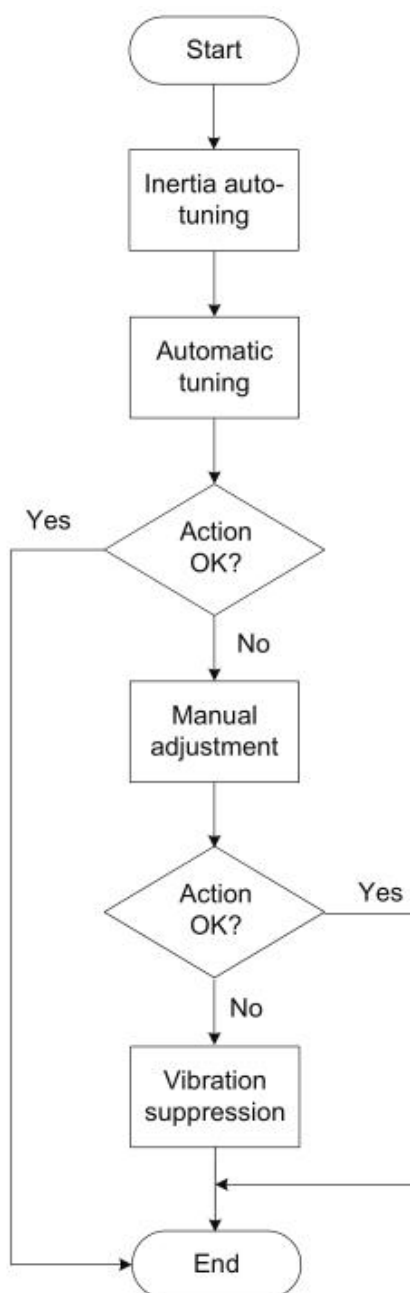 Start
Inertia auto-
tuning
Automatic
tuning
Yes
Action
OK?
No
Manual
adjustment
Action
OK?
Yes
No
Vibration
suppression
End